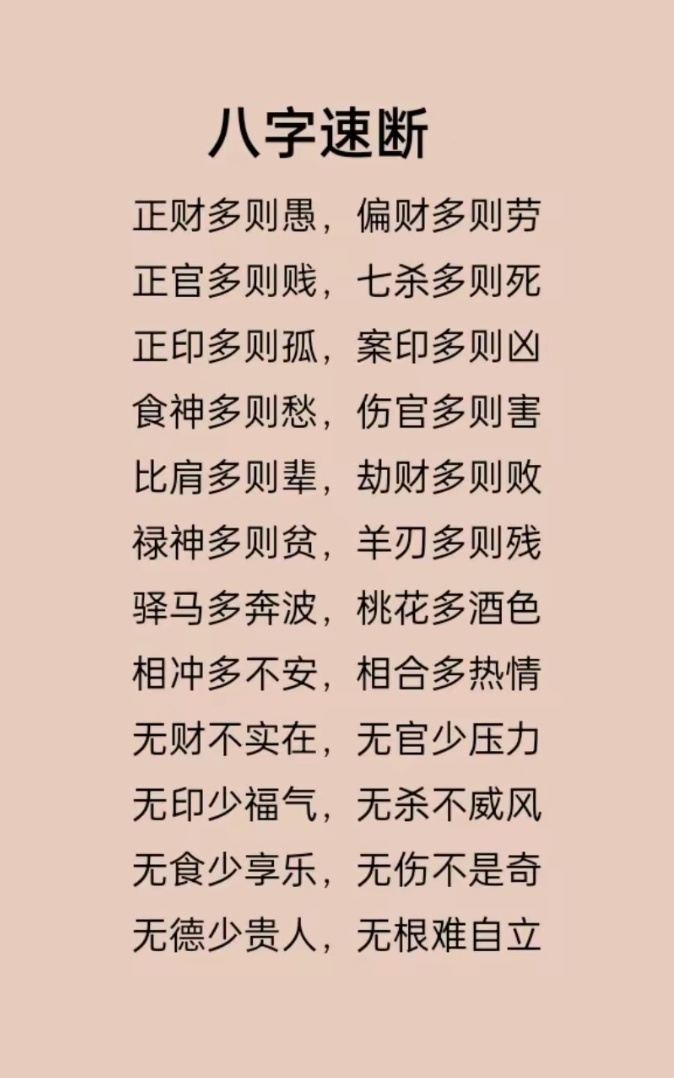 八字速断
正财多则愚，偏财多则劳
正官多则贱，七杀多则死
正印多则孤，案印多则凶
食神多则愁，伤官多则害
比肩多则辈，劫财多则败
禄神多则贫，羊刃多则残
驿马多奔波，桃花多酒色
相冲多不安，相合多热情
无财不实在，无官少压力
无印少福气，无杀不威风
无食少享乐，无伤不是奇
无德少贵人，无根难自立